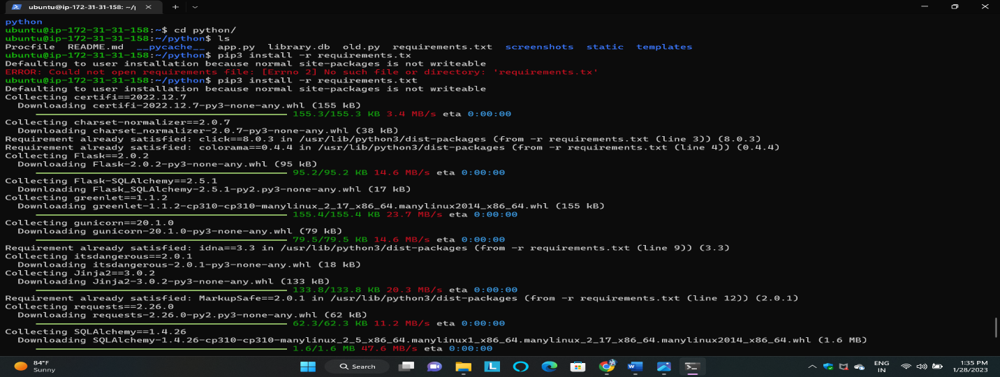 ubuntu@ip-172-31-31-158: ~/p
python
ubuntu@ip-172-31-31-158:~$ cd python/
ubuntu@ip-172-31-31-158:~/python$ ls
Procfile  README.md  __pycache__  app.py  library.db  old.py  requirements.txt  screenshots  static  templates
ubuntu@ip-172-31-31-158:~/python$ pip3 install -r requirements.tx
Defaulting to user installation because normal site-packages is not writeable
ERROR: Could not open requirements file: [Errno 2] No such file or directory: 'requirements.tx'
ubuntu@ip-172-31-31-158:~/python$ pip3 install -r requirements.txt
Defaulting to user installation because normal site-packages is not writeable
Collecting certifi==2022.12.7
  Downloading certifi-2022.12.7-py3-none-any.whl (155 kB)
155.3/155.3 KB 3.4 MB/s eta 0:00:00
Collecting charset-normalizer==2.0.7
  Downloading charset_normalizer-2.0.7-py3-none-any.whl (38 kB)
Requirement already satisfied: click==8.0.3 in /usr/lib/python3/dist-packages (from -r requirements.txt (line 3)) (8.0.3)
Requirement already satisfied: colorama==0.4.4 in /usr/lib/python3/dist-packages (from -r requirements.txt (line 4)) (0.4.4)
Collecting Flask==2.0.2
  Downloading Flask-2.0.2-py3-none-any.whl (95 kB)
95.2/95.2 KB 14.6 MB/s eta 0:00:00
Collecting Flask-SQLAlchemy==2.5.1
  Downloading Flask_SQLAlchemy-2.5.1-py2.py3-none-any.whl (17 kB)
Collecting greenlet==1.1.2
  Downloading greenlet-1.1.2-cp310-cp310-manylinux_2_17_x86_64.manylinux2014_x86_64.whl (155 kB)
155.4/155.4 KB 23.7 MB/s eta 0:00:00
Collecting gunicorn==20.1.0
  Downloading gunicorn-20.1.0-py3-none-any.whl (79 kB)
79.5/79.5 KB 14.6 MB/s eta 0:00:00
Requirement already satisfied: idna==3.3 in /usr/lib/python3/dist-packages (from -r requirements.txt (line 9)) (3.3)
Collecting itsdangerous==2.0.1
  Downloading itsdangerous-2.0.1-py3-none-any.whl (18 kB)
Collecting Jinja2==3.0.2
  Downloading Jinja2-3.0.2-py3-none-any.whl (133 kB)
133.8/133.8 KB 20.3 MB/s eta 0:00:00
Requirement already satisfied: MarkupSafe==2.0.1 in /usr/lib/python3/dist-packages (from -r requirements.txt (line 12)) (2.0.1)
Collecting requests==2.26.0
  Downloading requests-2.26.0-py2.py3-none-any.whl (62 kB)
62.3/62.3 KB 11.2 MB/s eta 0:00:00
Collecting SQLAlchemy==1.4.26
  Downloading SQLAlchemy-1.4.26-cp310-cp310-manylinux_2_5_x86_64.manylinux1_x86_64.manylinux_2_17_x86_64.manylinux2014_x86_64.whl (1.6 MB)
1.6/1.6 MB 47.6 MB/s eta 0:00:00
84°F
Sunny
Search
ENG
IN
1:35 PM
1/28/2023